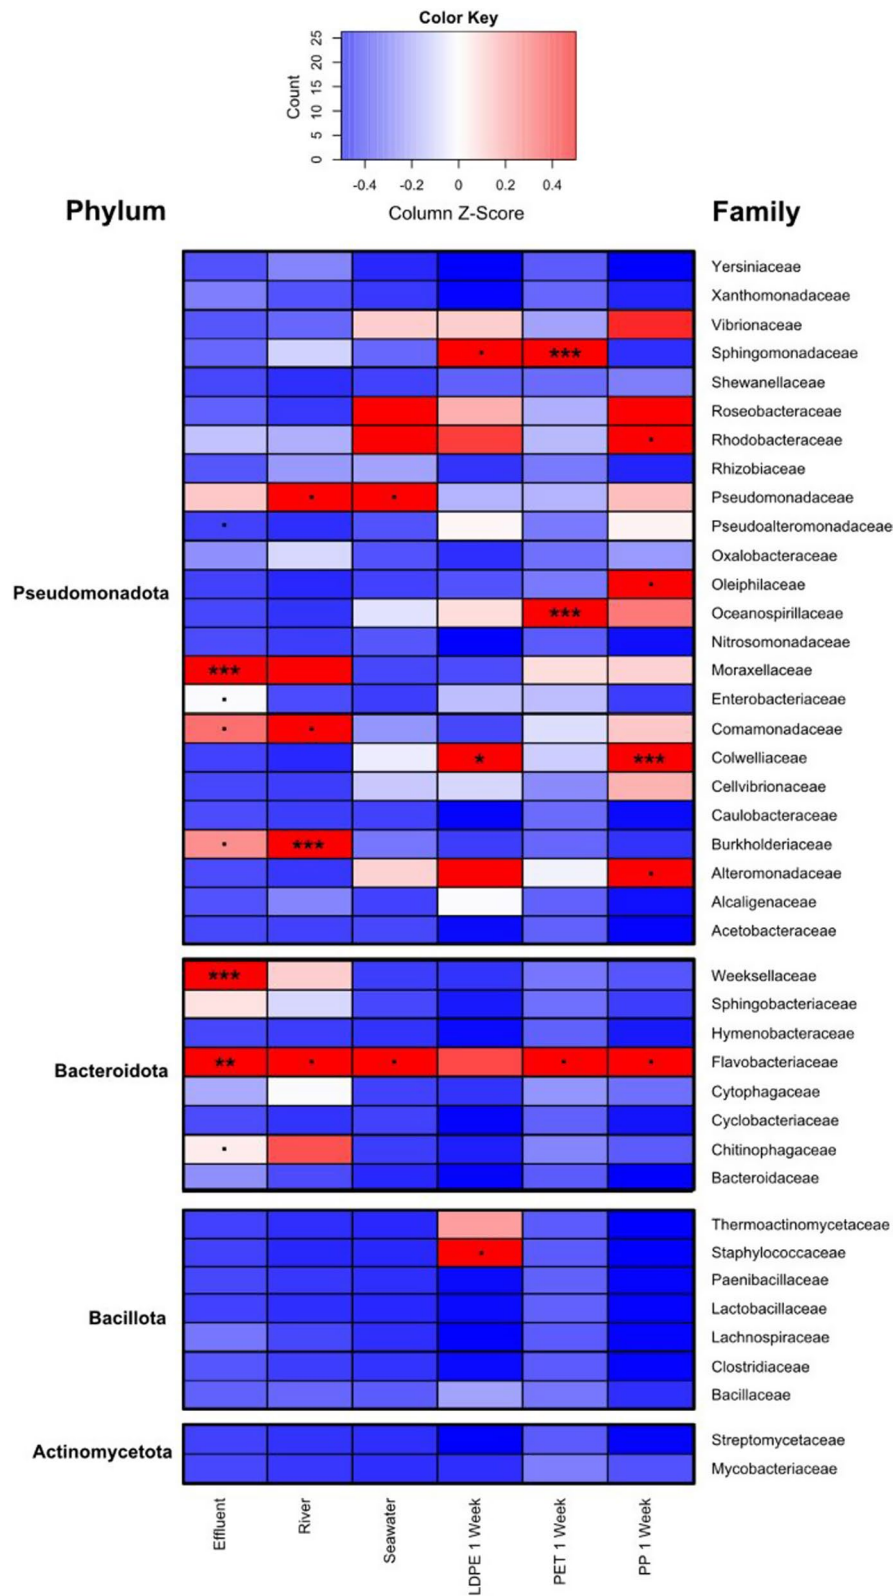 Color Key
Count
0 5 10 15 20 25
-0.4 -0.2 0 0.2 0.4
Column Z-Score
Phylum
Family
Yersiniaceae
Xanthomonadaceae
Vibrionaceae
· *** Sphingomonadaceae
Shewanellaceae
Roseobacteraceae
· Rhodobacteraceae
Rhizobiaceae
· · Pseudomonadaceae
· Pseudoalteromonadaceae
Oxalobacteraceae
Pseudomonadota
· Oleiphilaceae
*** Oceanospirillaceae
Nitrosomonadaceae
*** Moraxellaceae
· Enterobacteriaceae
· · Comamonadaceae
* *** Colwelliaceae
Cellvibrionaceae
Caulobacteraceae
· *** Burkholderiaceae
· Alteromonadaceae
Alcaligenaceae
Acetobacteraceae
*** Weeksellaceae
Sphingobacteriaceae
Hymenobacteraceae
Bacteroidota
** · · · · Flavobacteriaceae
Cytophagaceae
Cyclobacteriaceae
· Chitinophagaceae
Bacteroidaceae
Thermoactinomycetaceae
· Staphylococcaceae
Paenibacillaceae
Bacillota
Lactobacillaceae
Lachnospiraceae
Clostridiaceae
Bacillaceae
Actinomycetota
Streptomycetaceae
Mycobacteriaceae
Effluent
River
Seawater
LDPE 1 Week
PET 1 Week
PP 1 Week